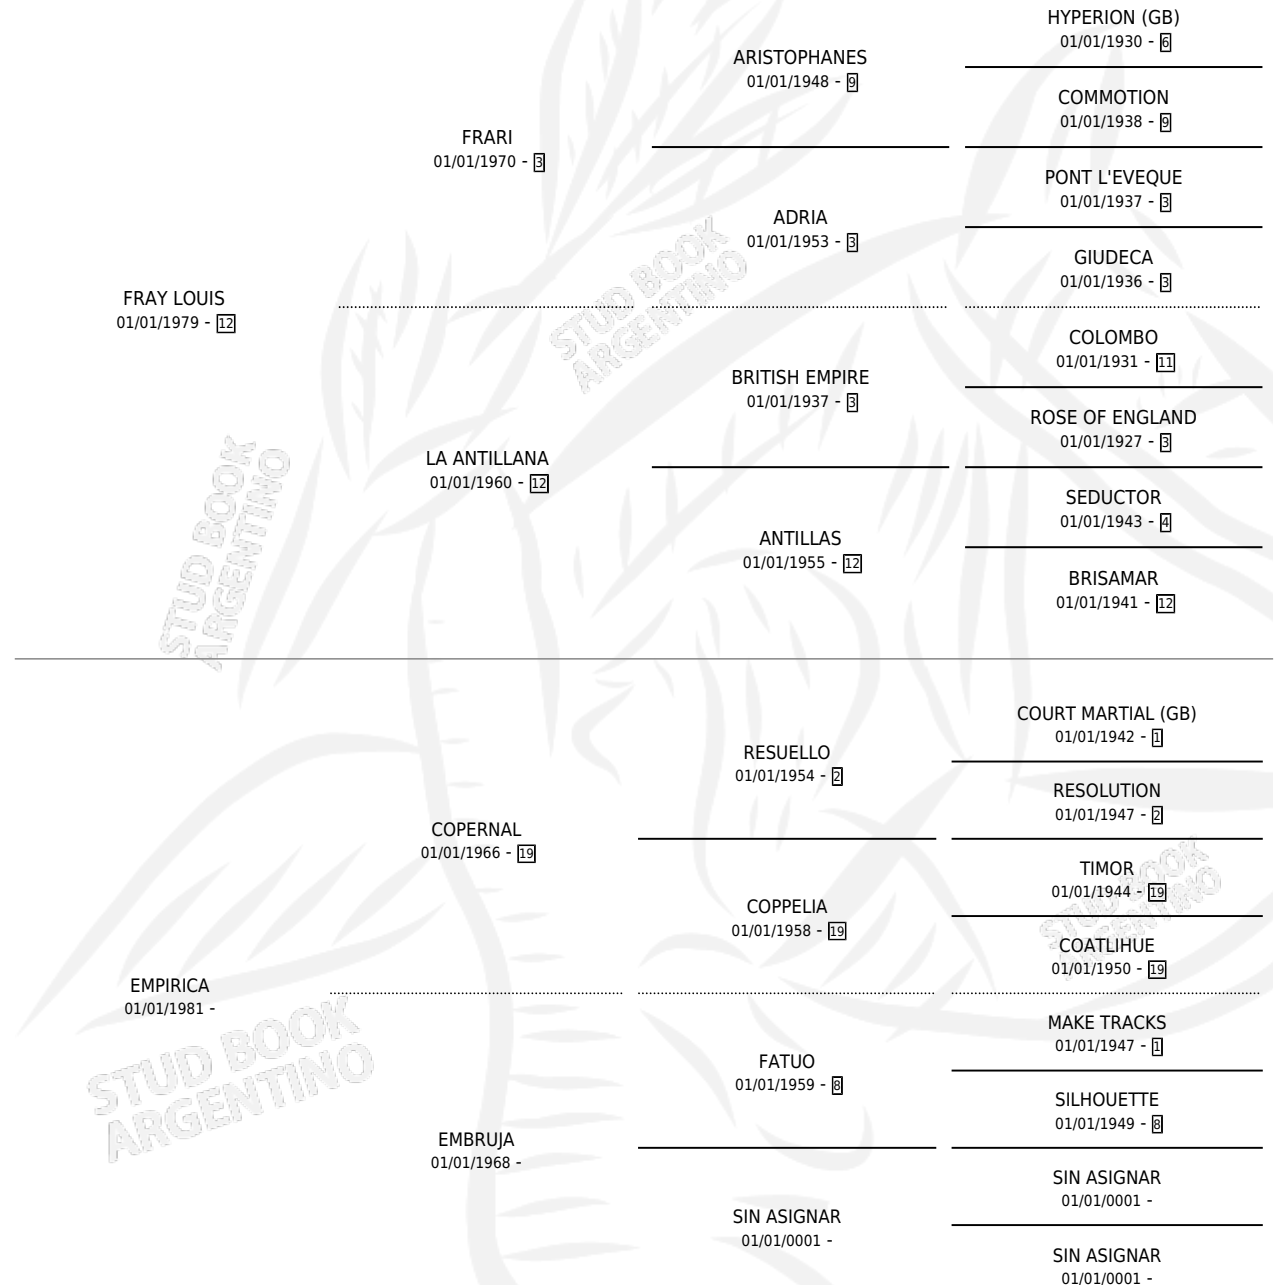 HYPERION (GB)
01/01/1930 - 6
ARISTOPHANES
01/01/1948 - 9
COMMOTION
01/01/1938 - 9
FRARI
01/01/1970 - 3
PONT L'EVEQUE
01/01/1937 - 3
ADRIA
01/01/1953 - 3
GIUDECA
01/01/1936 - 3
FRAY LOUIS
01/01/1979 - 12
COLOMBO
01/01/1931 - 11
BRITISH EMPIRE
01/01/1937 - 3
ROSE OF ENGLAND
01/01/1927 - 3
LA ANTILLANA
01/01/1960 - 12
SEDUCTOR
01/01/1943 - 4
ANTILLAS
01/01/1955 - 12
BRISAMAR
01/01/1941 - 12
COURT MARTIAL (GB)
01/01/1942 - 1
RESUELLO
01/01/1954 - 2
RESOLUTION
01/01/1947 - 2
COPERNAL
01/01/1966 - 19
TIMOR
01/01/1944 - 19
COPPELIA
01/01/1958 - 19
COATLIHUE
01/01/1950 - 19
EMPIRICA
01/01/1981 -
MAKE TRACKS
01/01/1947 - 1
FATUO
01/01/1959 - 8
SILHOUETTE
01/01/1949 - 8
EMBRUJA
01/01/1968 -
SIN ASIGNAR
01/01/0001 -
SIN ASIGNAR
01/01/0001 -
SIN ASIGNAR
01/01/0001 -
STUD BOOK
ARGENTINO
STUD BOOK
ARGENTINO
STUD BOOK
ARGENTINO
STUD BOOK
ARGENTINO